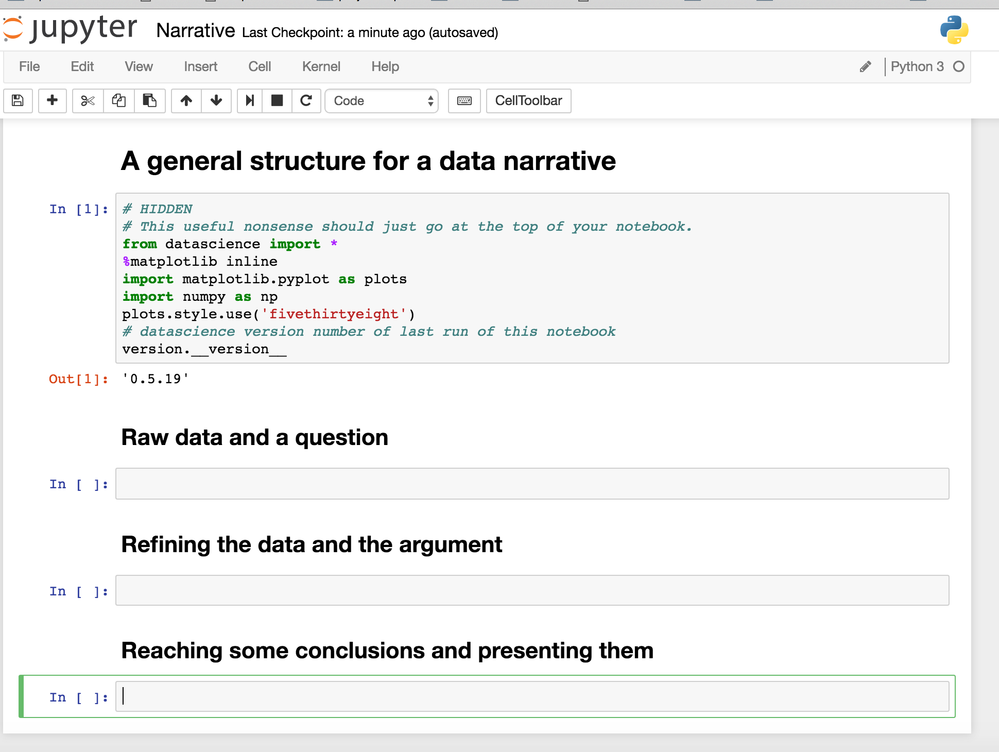 jupyter Narrative Last Checkpoint: a minute ago (autosaved)
File Edit View Insert Cell Kernel Help Python 3
Code CellToolbar
A general structure for a data narrative
In [1]: # HIDDEN
# This useful nonsense should just go at the top of your notebook.
from datascience import *
%matplotlib inline
import matplotlib.pyplot as plots
import numpy as np
plots.style.use('fivethirtyeight')
# datascience version number of last run of this notebook
version.__version__
Out[1]: '0.5.19'
Raw data and a question
In [ ]:
Refining the data and the argument
In [ ]:
Reaching some conclusions and presenting them
In [ ]: